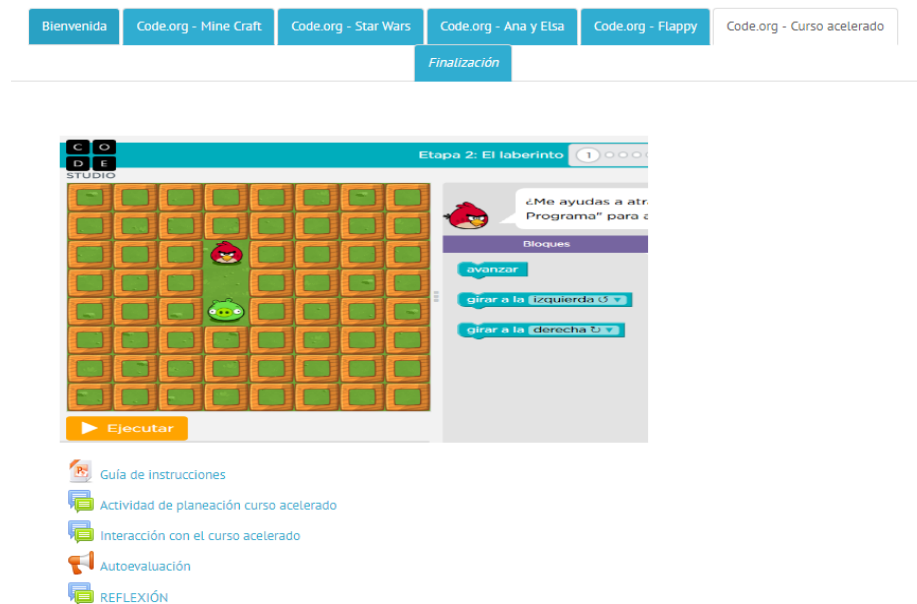 Bienvenida
Code.org - Mine Craft
Code.org - Star Wars
Code.org - Ana y Elsa
Code.org - Flappy
Code.org - Curso acelerado
Finalización
C O
D E
STUDIO
Etapa 2: El laberinto
1
¿Me ayudas a atr
Programa" para a
Bloques
avanzar
girar a la izquierda ↺ ▼
girar a la derecha ↻ ▼
Ejecutar
Guía de instrucciones
Actividad de planeación curso acelerado
Interacción con el curso acelerado
Autoevaluación
REFLEXIÓN